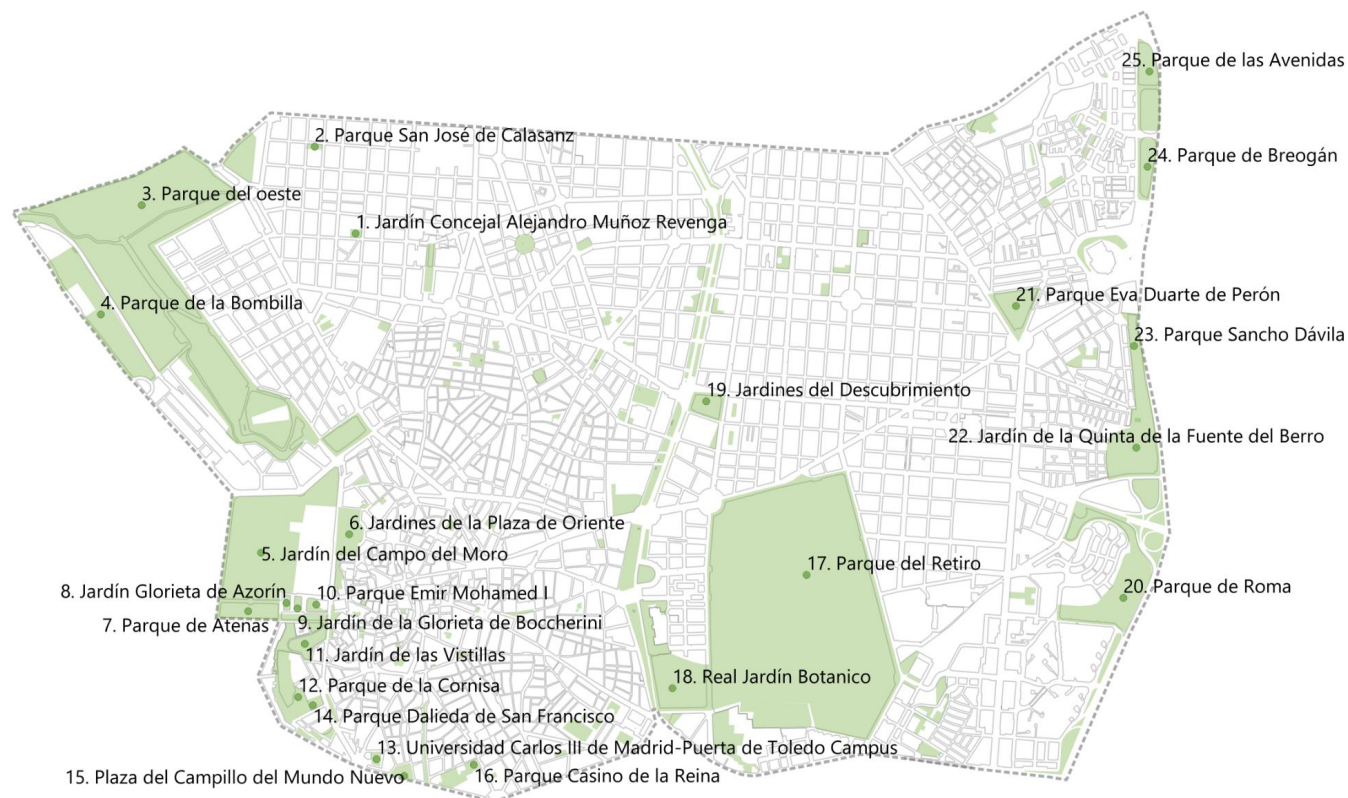 25. Parque de las Avenidas
2. Parque San José de Calasanz
24. Parque de Breogán
3. Parque del oeste
1. Jardín Concejal Alejandro Muñoz Revenga
21. Parque Eva Duarte de Perón
4. Parque de la Bombilla
23. Parque Sancho Dávila
19. Jardines del Descubrimiento
22. Jardín de la Quinta de la Fuente del Berro
6. Jardines de la Plaza de Oriente
5. Jardín del Campo del Moro
17. Parque del Retiro
8. Jardín Glorieta de Azorín
10. Parque Emir Mohamed I
20. Parque de Roma
7. Parque de Atenas
9. Jardín de la Glorieta de Boccherini
11. Jardín de las Vistillas
18. Real Jardín Botanico
12. Parque de la Cornisa
14. Parque Dalieda de San Francisco
13. Universidad Carlos III de Madrid-Puerta de Toledo Campus
15. Plaza del Campillo del Mundo Nuevo
16. Parque Casino de la Reina